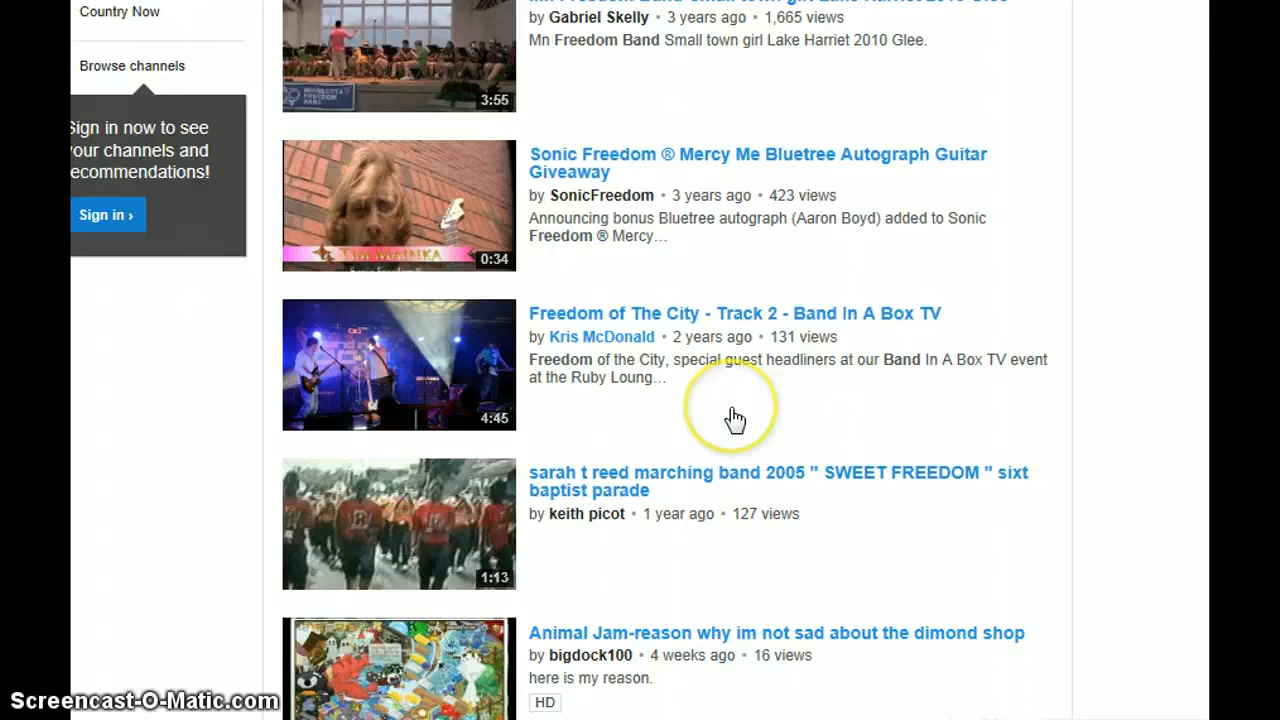 Country Now
Browse channels
Sign in now to see
your channels and
recommendations!
Sign in ›
by Gabriel Skelly • 3 years ago • 1,665 views
Mn Freedom Band Small town girl Lake Harriet 2010 Glee.
MINNESOTA
FREEDOM
BAND
3:55
Sonic Freedom ® Mercy Me Bluetree Autograph Guitar
Giveaway
by SonicFreedom • 3 years ago • 423 views
Announcing bonus Bluetree autograph (Aaron Boyd) added to Sonic
Freedom ® Mercy…
0:34
Freedom of The City - Track 2 - Band In A Box TV
by Kris McDonald • 2 years ago • 131 views
Freedom of the City, special guest headliners at our Band In A Box TV event
at the Ruby Loung…
4:45
sarah t reed marching band 2005 " SWEET FREEDOM " sixt
baptist parade
by keith picot • 1 year ago • 127 views
1:13
Animal Jam-reason why im not sad about the dimond shop
by bigdock100 • 4 weeks ago • 16 views
here is my reason.
HD
Screencast-O-Matic.com